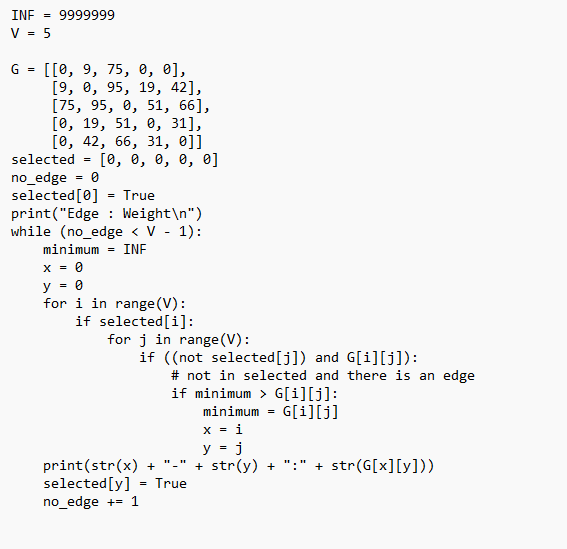 INF = 9999999
V = 5

G = [[0, 9, 75, 0, 0],
     [9, 0, 95, 19, 42],
     [75, 95, 0, 51, 66],
     [0, 19, 51, 0, 31],
     [0, 42, 66, 31, 0]]
selected = [0, 0, 0, 0, 0]
no_edge = 0
selected[0] = True
print("Edge : Weight\n")
while (no_edge < V - 1):
    minimum = INF
    x = 0
    y = 0
    for i in range(V):
        if selected[i]:
            for j in range(V):
                if ((not selected[j]) and G[i][j]):
                    # not in selected and there is an edge
                    if minimum > G[i][j]:
                        minimum = G[i][j]
                        x = i
                        y = j
    print(str(x) + "-" + str(y) + ":" + str(G[x][y]))
    selected[y] = True
    no_edge += 1